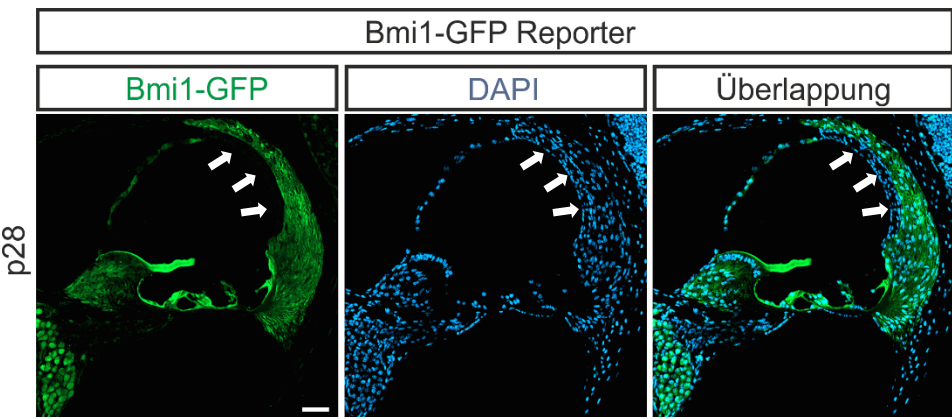 Bmi1-GFP Reporter
Bmi1-GFP
DAPI
Überlappung
p28